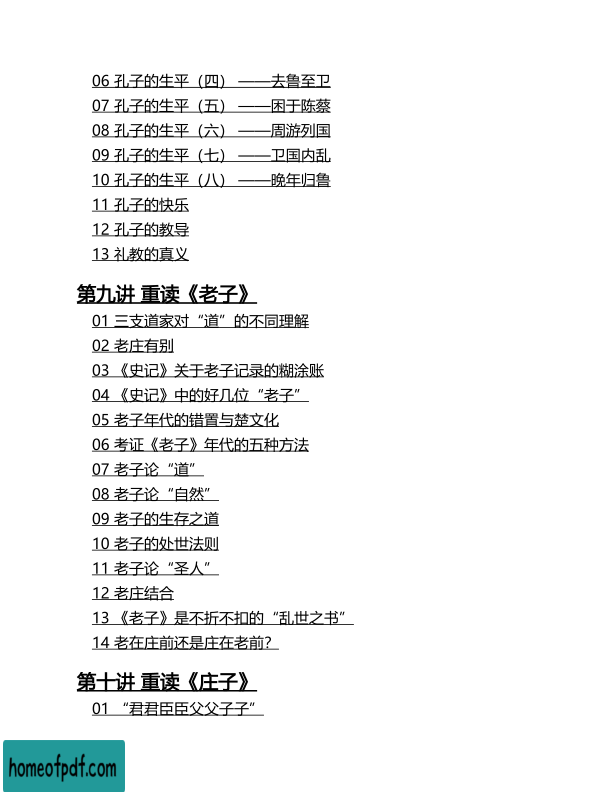 06 孔子的生平（四） ——去鲁至卫
07 孔子的生平（五） ——困于陈蔡
08 孔子的生平（六） ——周游列国
09 孔子的生平（七） ——卫国内乱
10 孔子的生平（八） ——晚年归鲁
11 孔子的快乐
12 孔子的教导
13 礼教的真义
第九讲 重读《老子》
01 三支道家对“道”的不同理解
02 老庄有别
03 《史记》关于老子记录的糊涂账
04 《史记》中的好几位“老子”
05 老子年代的错置与楚文化
06 考证《老子》年代的五种方法
07 老子论“道”
08 老子论“自然”
09 老子的生存之道
10 老子的处世法则
11 老子论“圣人”
12 老庄结合
13 《老子》是不折不扣的“乱世之书”
14 老在庄前还是庄在老前？
第十讲 重读《庄子》
01 “君君臣臣父父子子”
homeofpdf.com